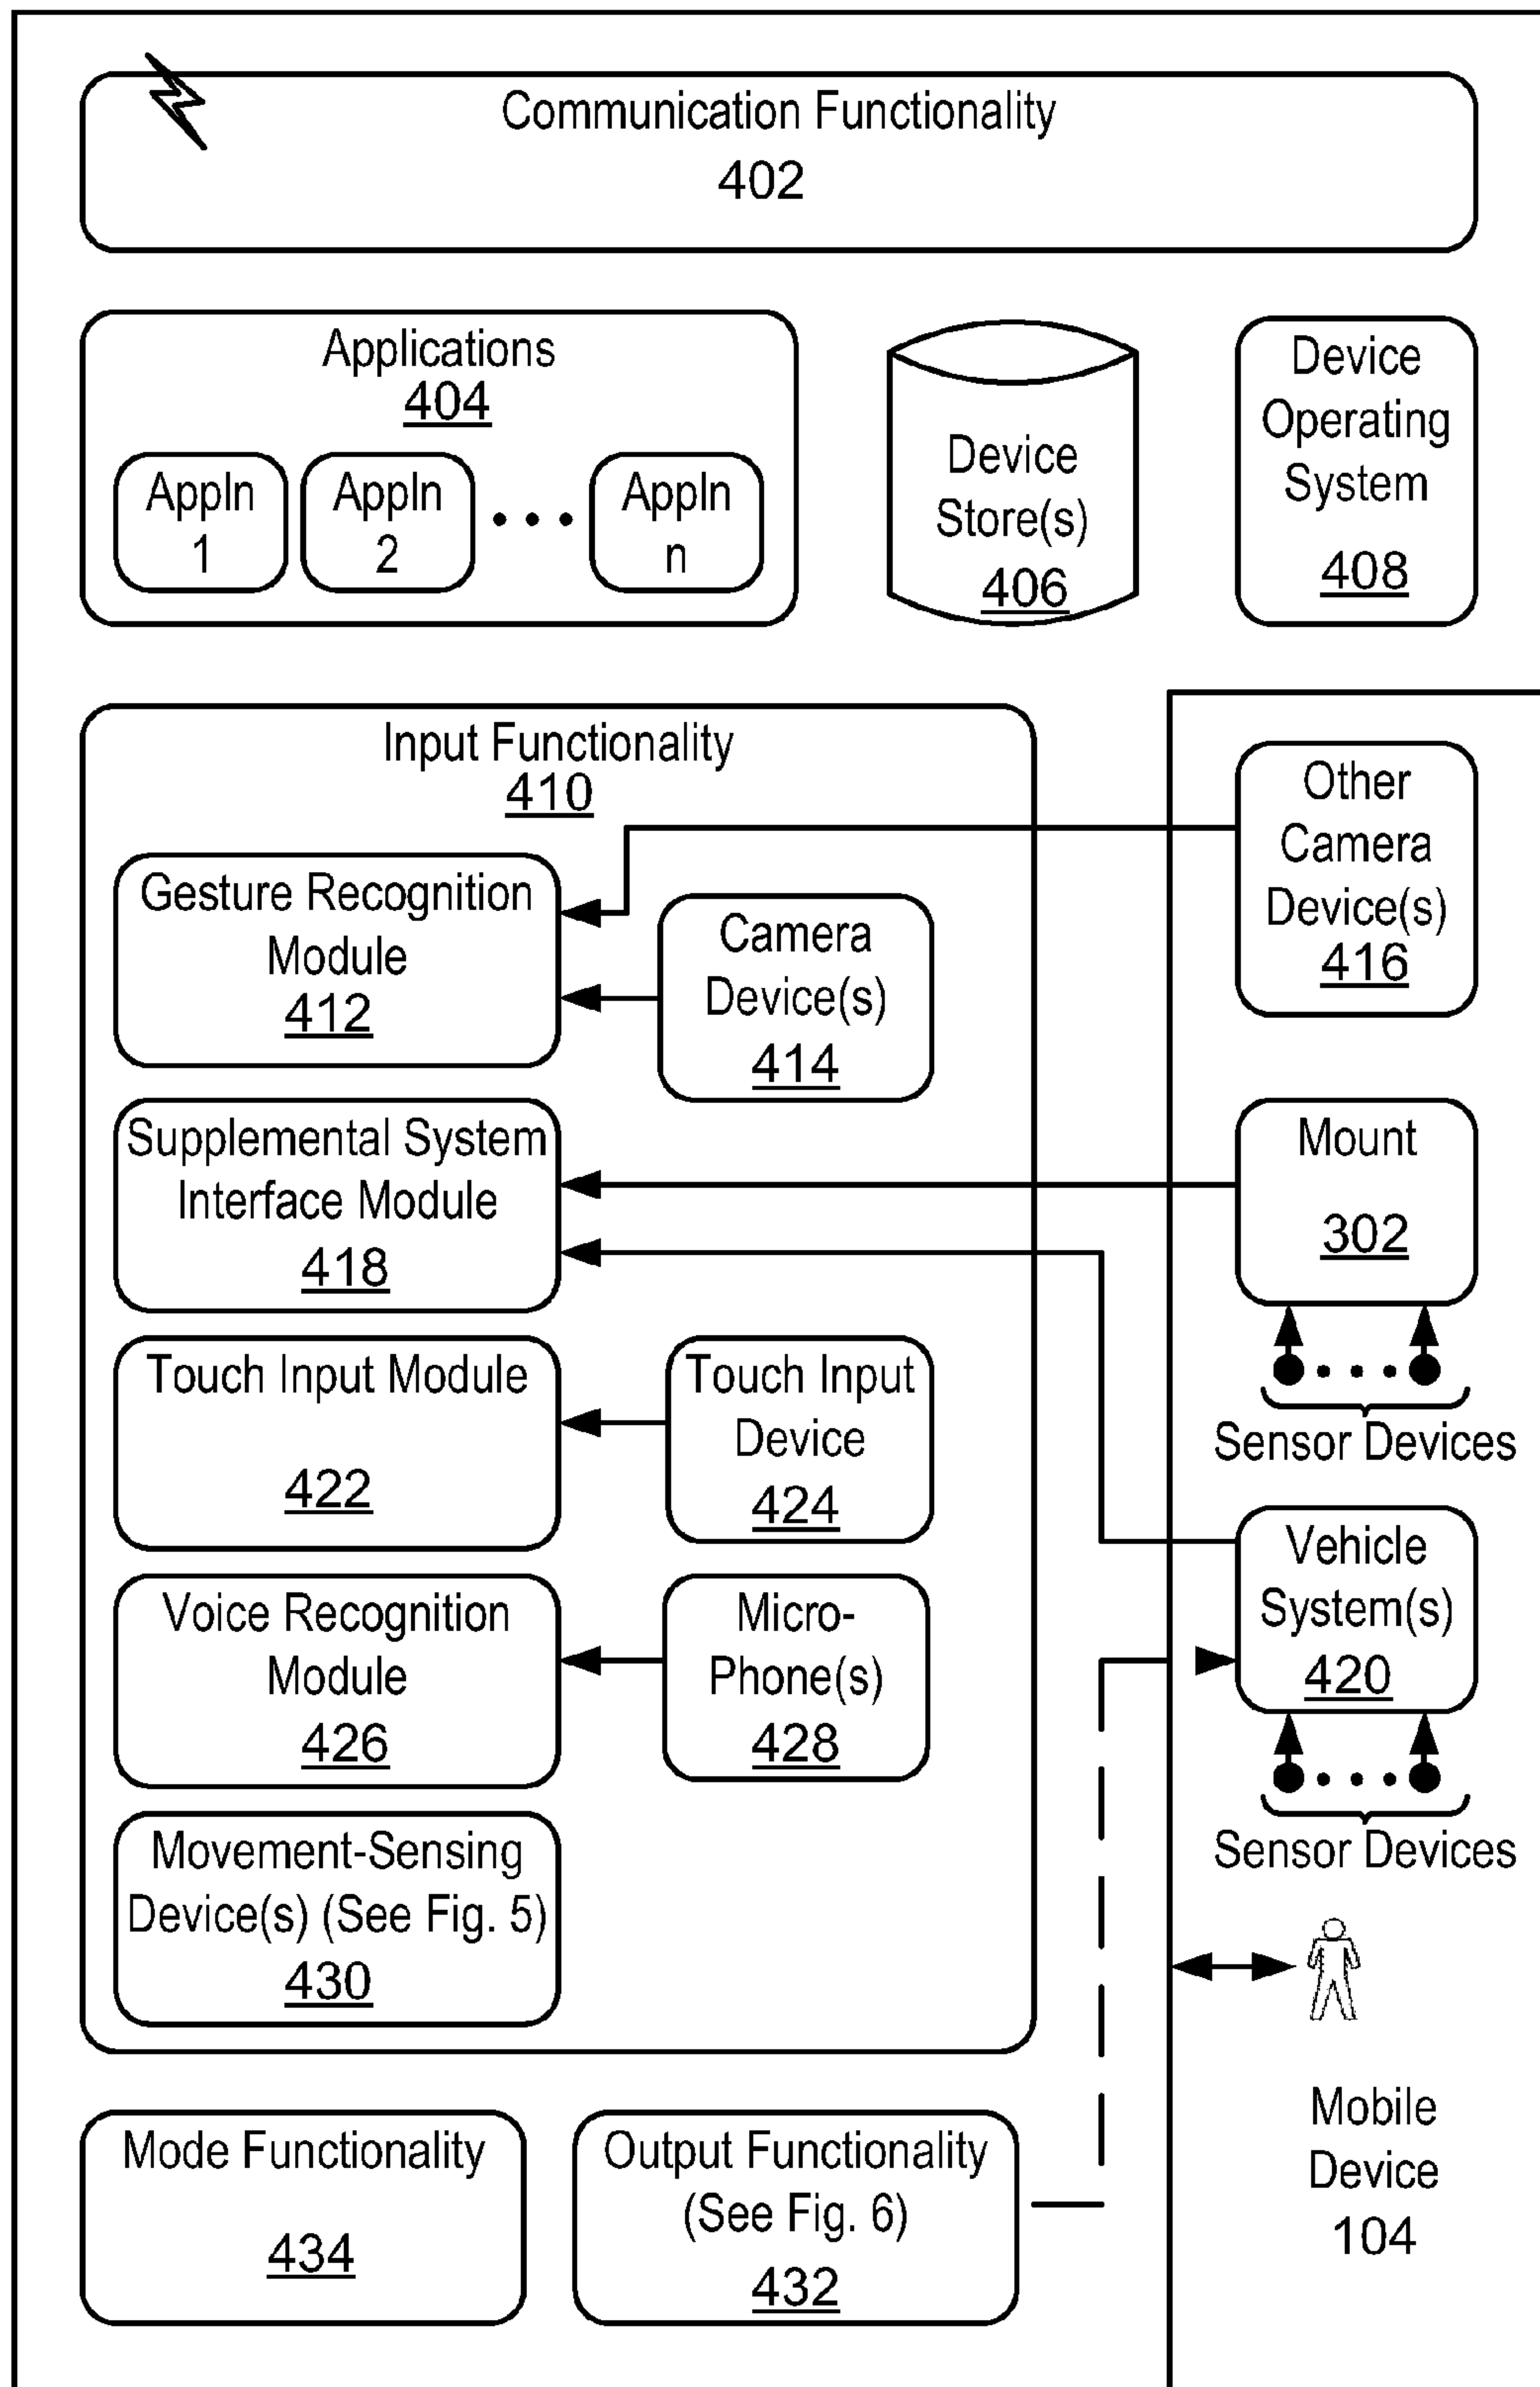 Communication Functionality
402
Applications
404
Appln
1
Appln
2
Appln
n
Device
Store(s)
406
Device
Operating
System
408
Input Functionality
410
Gesture Recognition
Module
412
Camera
Device(s)
414
Other
Camera
Device(s)
416
Supplemental System
Interface Module
418
Mount
302
Sensor Devices
Touch Input Module
422
Touch Input
Device
424
Vehicle
System(s)
420
Sensor Devices
Voice Recognition
Module
426
Micro-
Phone(s)
428
Movement-Sensing
Device(s) (See Fig. 5)
430
Mode Functionality
434
Output Functionality
(See Fig. 6)
432
Mobile
Device
104